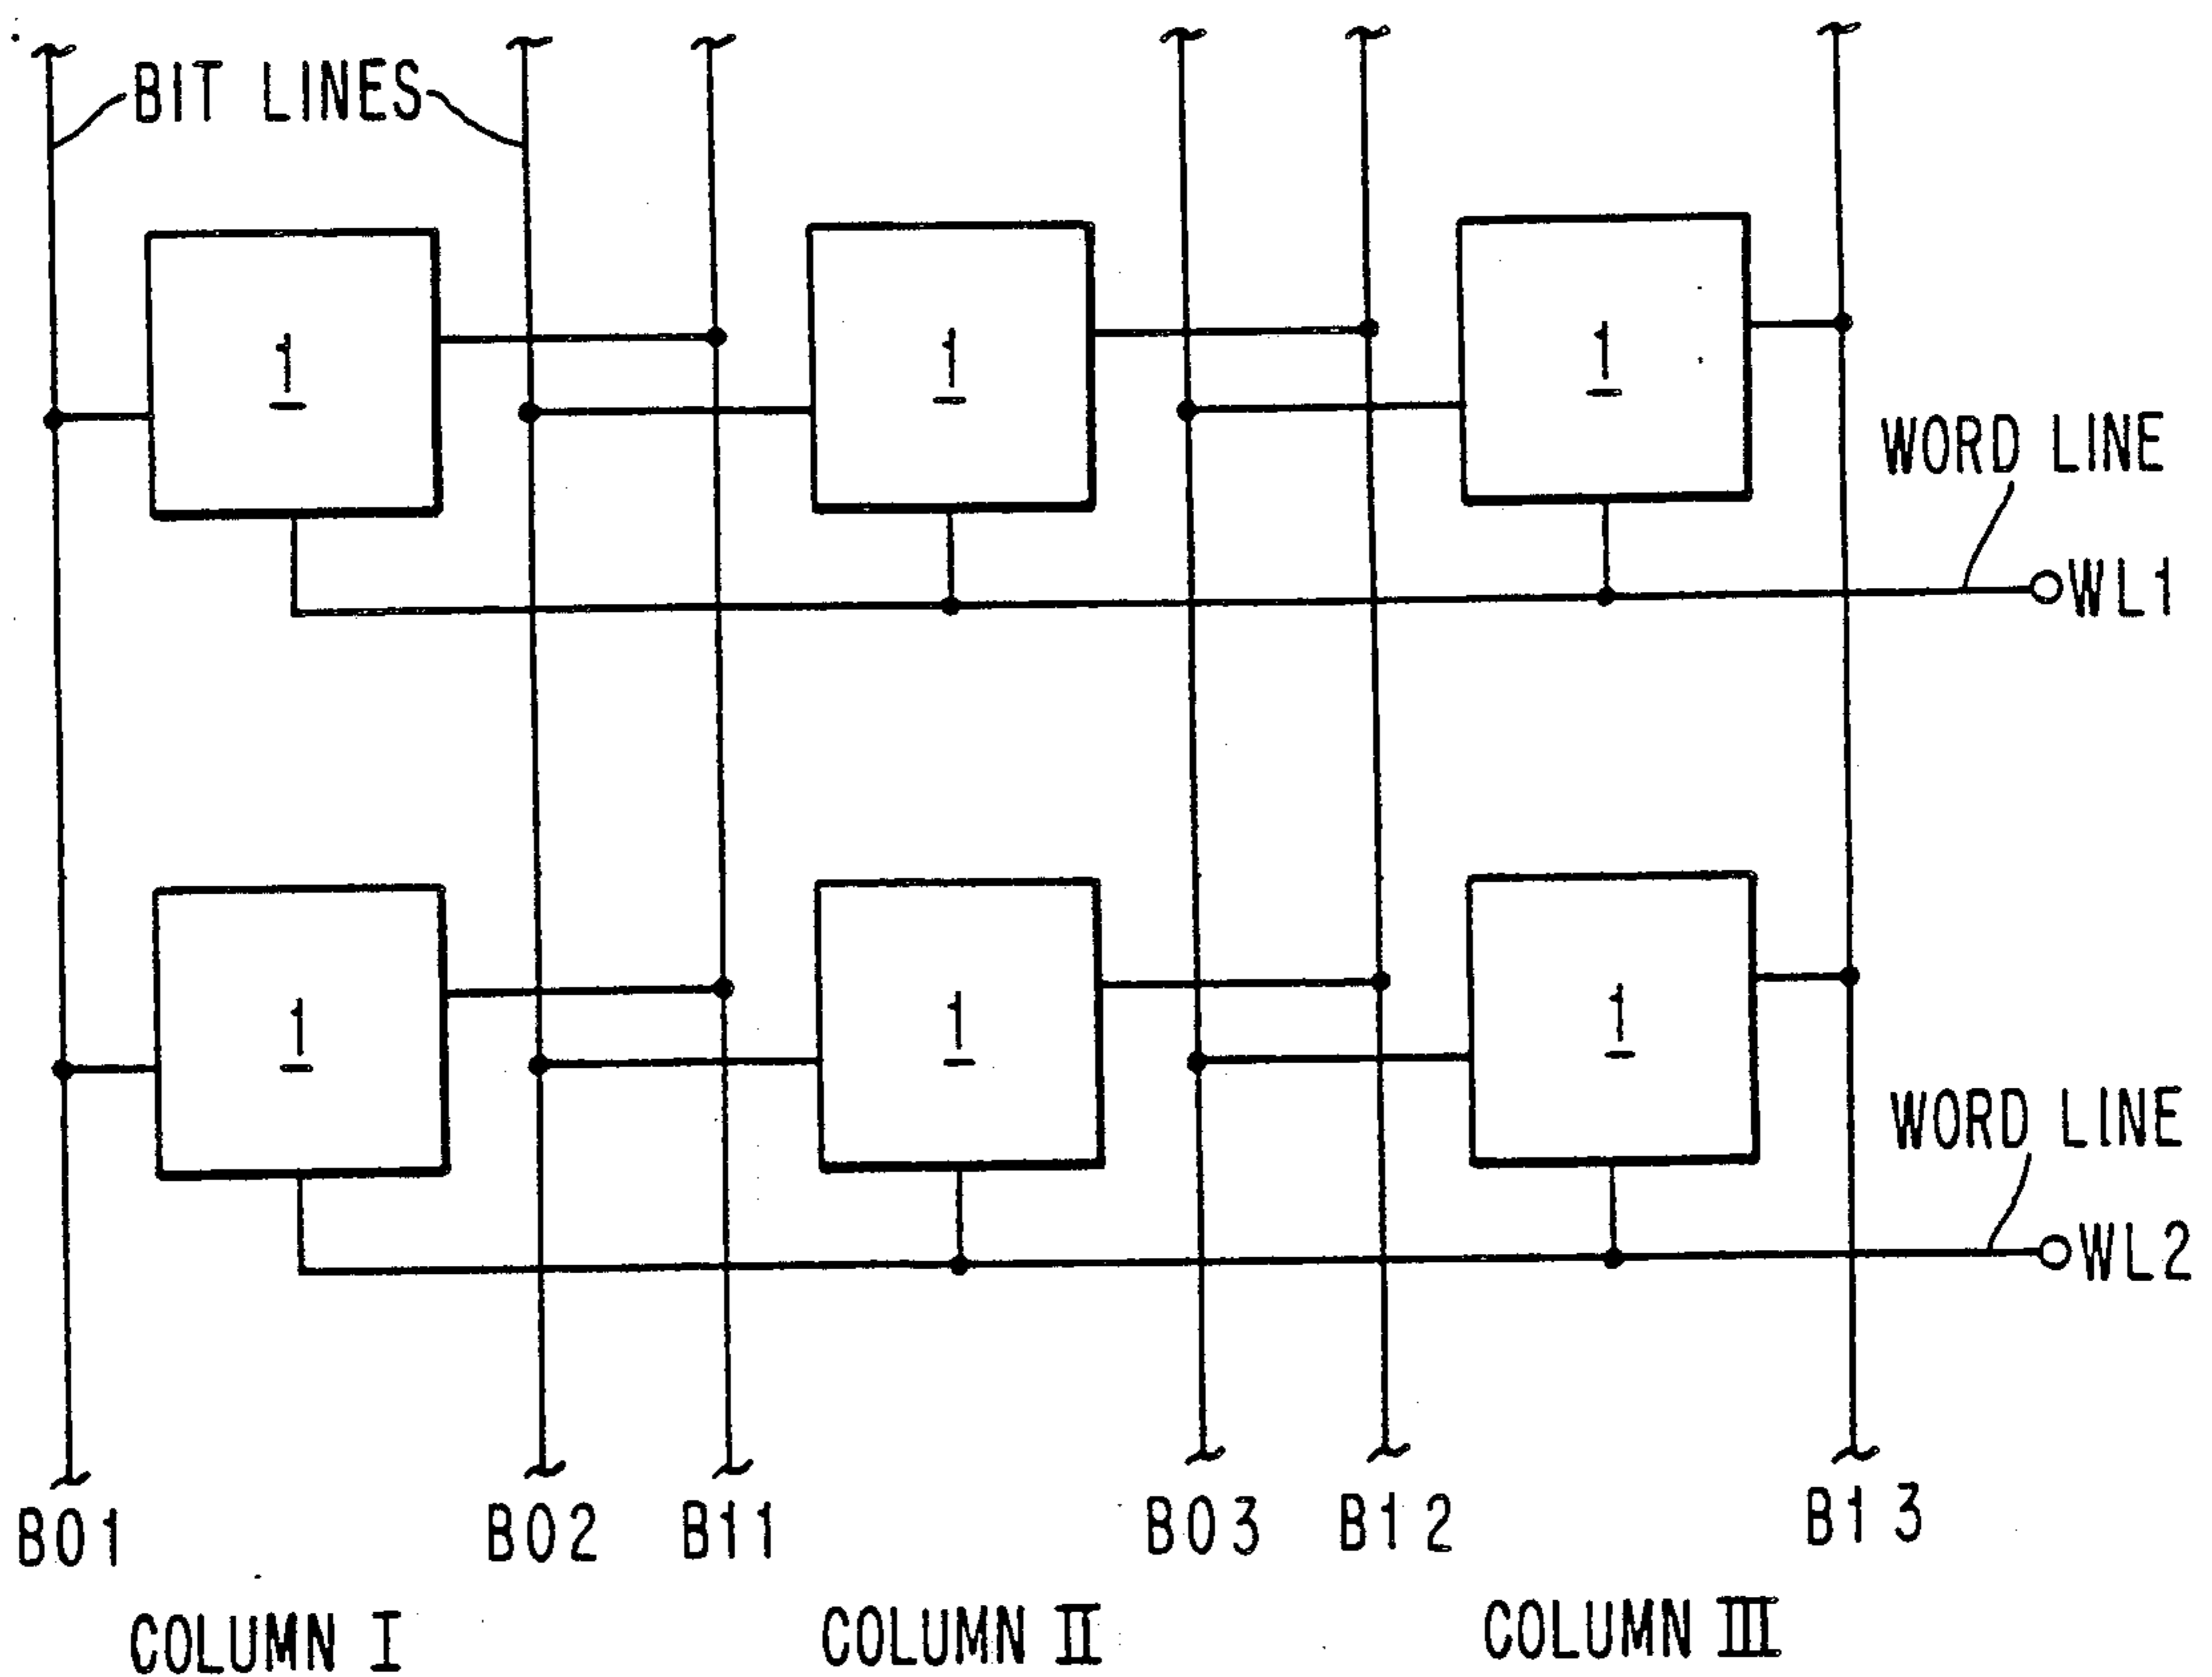 BIT LINES
1 1 1
WORD LINE
WL1
1 1 1
WORD LINE
WL2
B01 B02 B11 B03 B12 B13
COLUMN I COLUMN II COLUMN III